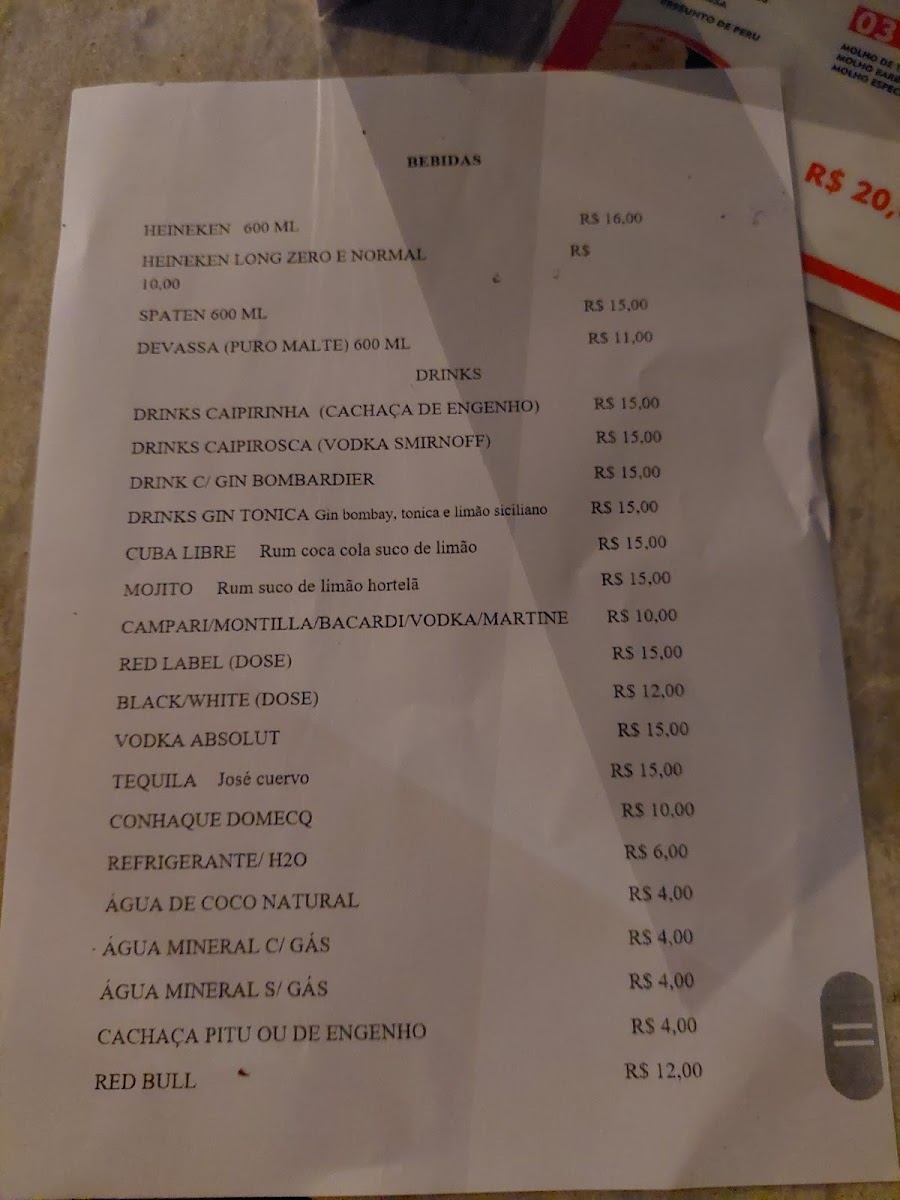 RESUNTO DE PERU
03
MOLHO DE
MOLHO
MOLHO
R$ 20,
BEBIDAS
HEINEKEN 600 ML R$ 16,00
HEINEKEN LONG ZERO E NORMAL R$
10,00
SPATEN 600 ML R$ 15,00
DEVASSA (PURO MALTE) 600 ML R$ 11,00
DRINKS
DRINKS CAIPIRINHA (CACHAÇA DE ENGENHO) R$ 15,00
DRINKS CAIPIROSCA (VODKA SMIRNOFF) R$ 15,00
DRINK C/ GIN BOMBARDIER R$ 15,00
DRINKS GIN TONICA Gin bombay, tonica e limão siciliano R$ 15,00
CUBA LIBRE Rum coca cola suco de limão R$ 15,00
MOJITO Rum suco de limão hortelã R$ 15,00
CAMPARI/MONTILLA/BACARDI/VODKA/MARTINE R$ 10,00
RED LABEL (DOSE) R$ 15,00
BLACK/WHITE (DOSE) R$ 12,00
VODKA ABSOLUT R$ 15,00
TEQUILA José cuervo R$ 15,00
CONHAQUE DOMECQ R$ 10,00
REFRIGERANTE/ H2O R$ 6,00
ÁGUA DE COCO NATURAL R$ 4,00
ÁGUA MINERAL C/ GÁS R$ 4,00
ÁGUA MINERAL S/ GÁS R$ 4,00
CACHAÇA PITU OU DE ENGENHO R$ 4,00
RED BULL R$ 12,00